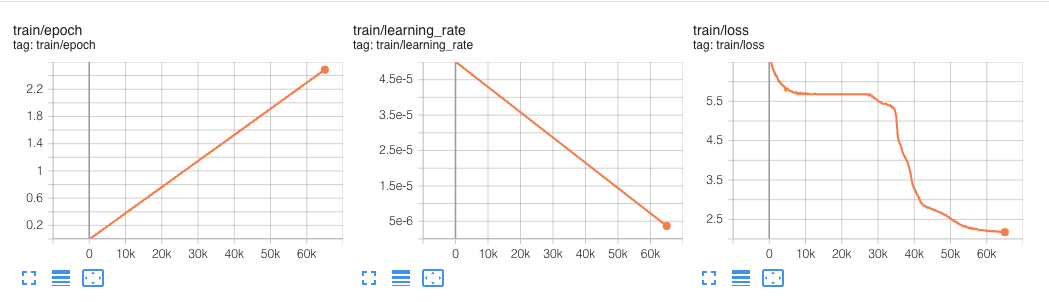 train/epoch
tag: train/epoch
2.2
1.8
1.4
1
0.6
0.2
0 10k 20k 30k 40k 50k 60k
train/learning_rate
tag: train/learning_rate
4.5e-5
3.5e-5
2.5e-5
1.5e-5
5e-6
0 10k 20k 30k 40k 50k 60k
train/loss
tag: train/loss
5.5
4.5
3.5
2.5
0 10k 20k 30k 40k 50k 60k